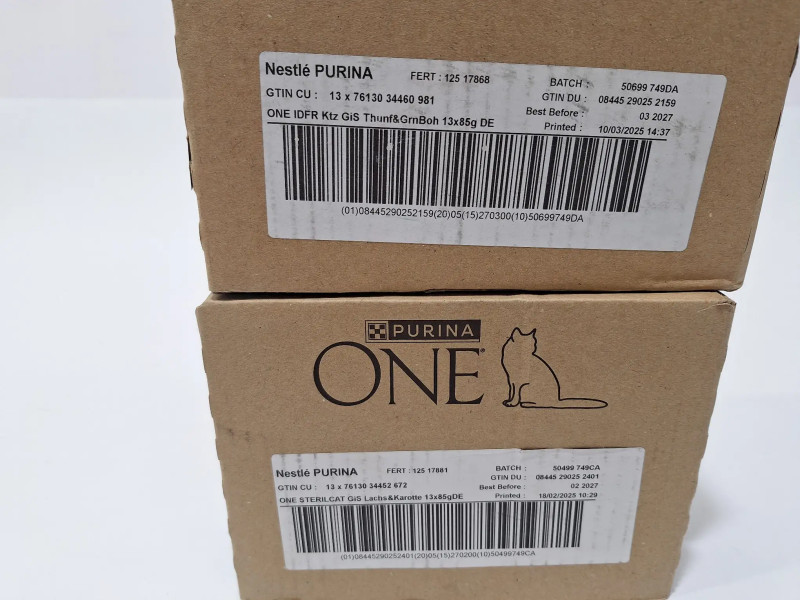 Nestlé PURINA FERT : 125 17868 BATCH : 50699 749DA
GTIN CU : 13 x 76130 34460 981 GTIN DU : 08445 29025 2159
ONE IDFR Ktz GiS Thunf&GrnBoh 13x85g DE Best Before : 03 2027
Printed : 10/03/2025 14:37
(01)08445290252159(20)05(15)270300(10)50699749DA
PURINA
ONE®
Nestlé PURINA FERT : 125 17881 BATCH : 50499 749CA
GTIN CU : 13 x 76130 34452 672 GTIN DU : 08445 29025 2401
Best Before : 02 2027
ONE STERILCAT GiS Lachs&Karotte 13x85gDE Printed : 18/02/2025 10:29
(01)08445290252401(20)05(15)270200(10)50499749CA